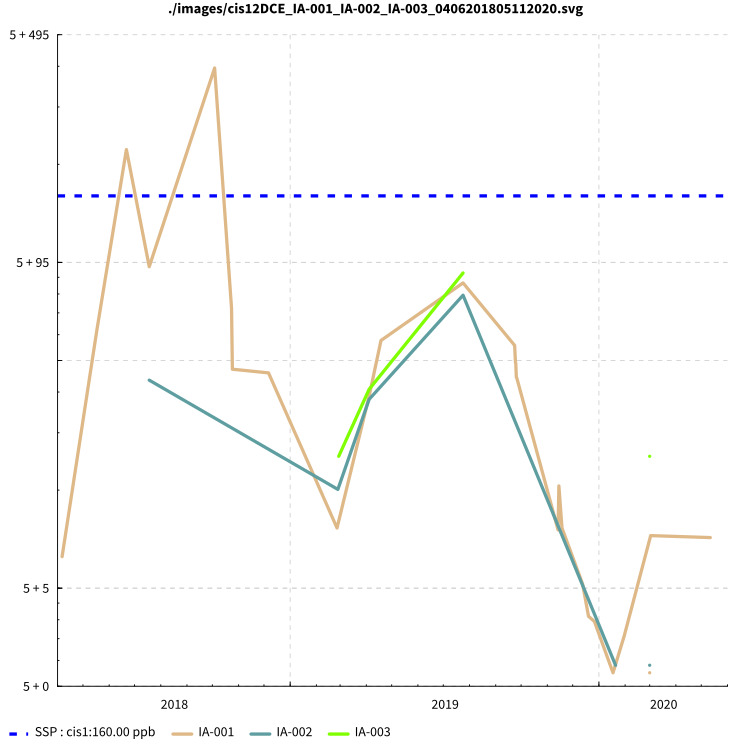 ./images/cis12DCE_IA-001_IA-002_IA-003_0406201805112020.svg
5 + 495
5 + 95
5 + 5
5 + 0
2018 2019 2020
SSP : cis1:160.00 ppb IA-001 IA-002 IA-003